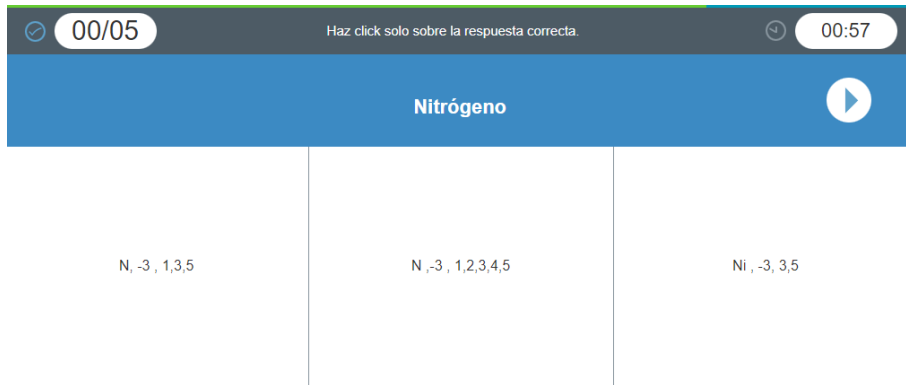 00/05
Haz click solo sobre la respuesta correcta.
00:57
Nitrógeno
N, -3 , 1,3,5
N ,-3 , 1,2,3,4,5
Ni , -3, 3,5